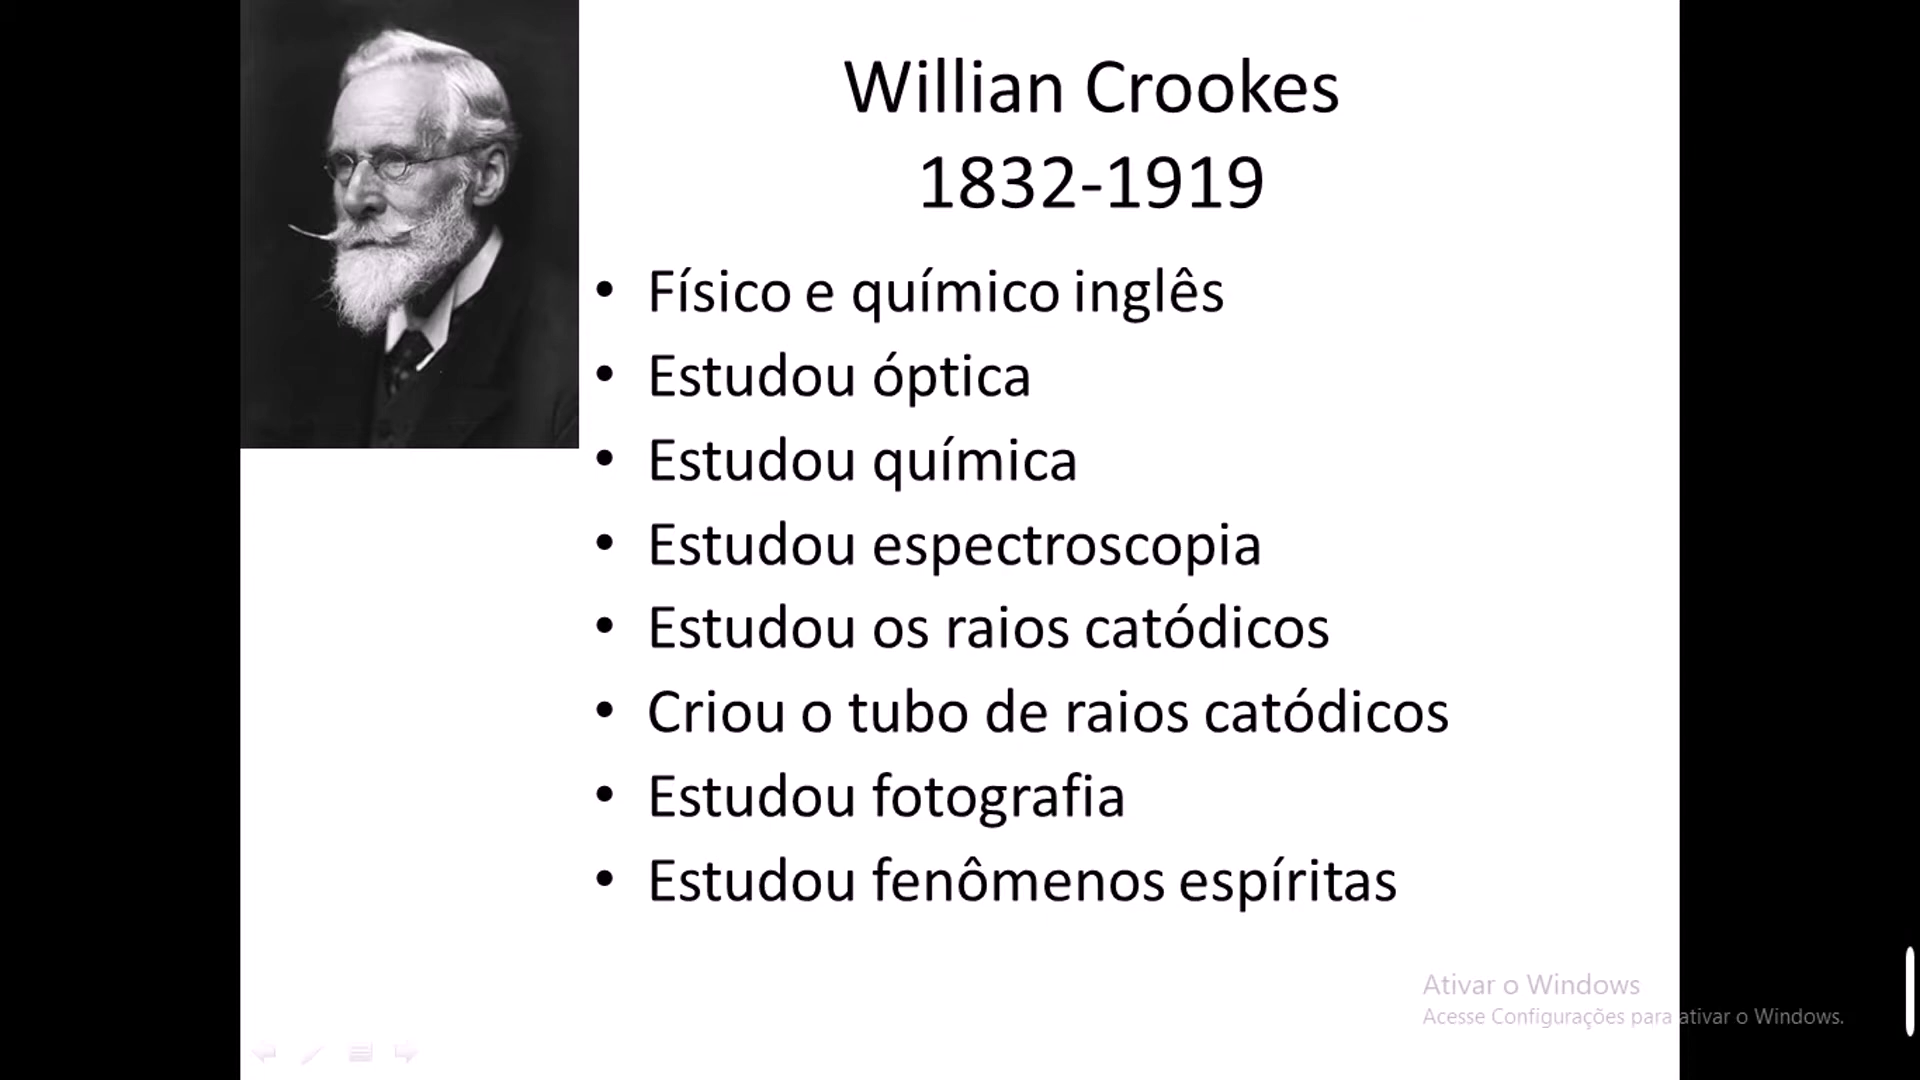 Willian Crookes
1832-1919
• Físico e químico inglês
• Estudou óptica
• Estudou química
• Estudou espectroscopia
• Estudou os raios catódicos
• Criou o tubo de raios catódicos
• Estudou fotografia
• Estudou fenômenos espíritas
Ativar o Windows
Acesse Configurações para ativar o Windows.